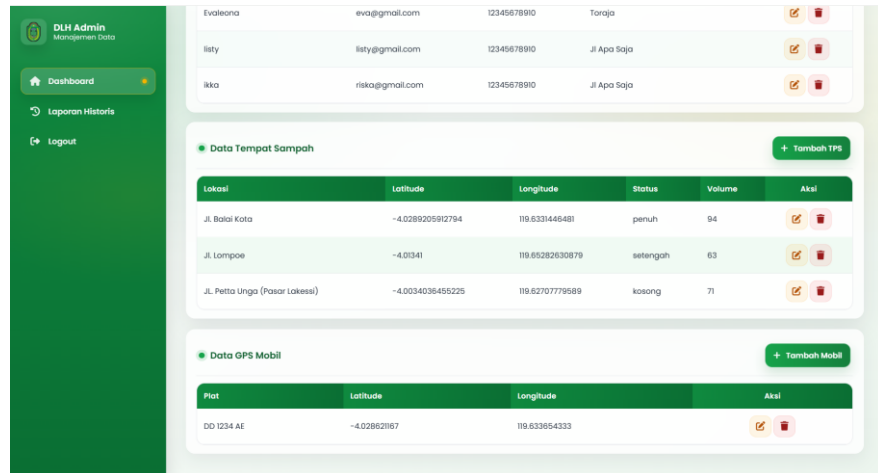 DLH Admin
Manajemen Data
Dashboard
Laporan Historis
Logout
Evaleona eva@gmail.com 12345678910 Toraja
listy listy@gmail.com 12345678910 Jl Apa Saja
ikka riska@gmail.com 12345678910 Jl Apa Saja
Data Tempat Sampah
+ Tambah TPS
Lokasi Latitude Longitude Status Volume Aksi
Jl. Balai Kota -4.0289205912794 119.6331446481 penuh 94
Jl. Lompoe -4.01341 119.65282630879 setengah 63
JL. Petta Unga (Pasar Lakessi) -4.0034036455225 119.62707779589 kosong 71
Data GPS Mobil
+ Tambah Mobil
Plat Latitude Longitude Aksi
DD 1234 AE -4.028621167 119.633654333